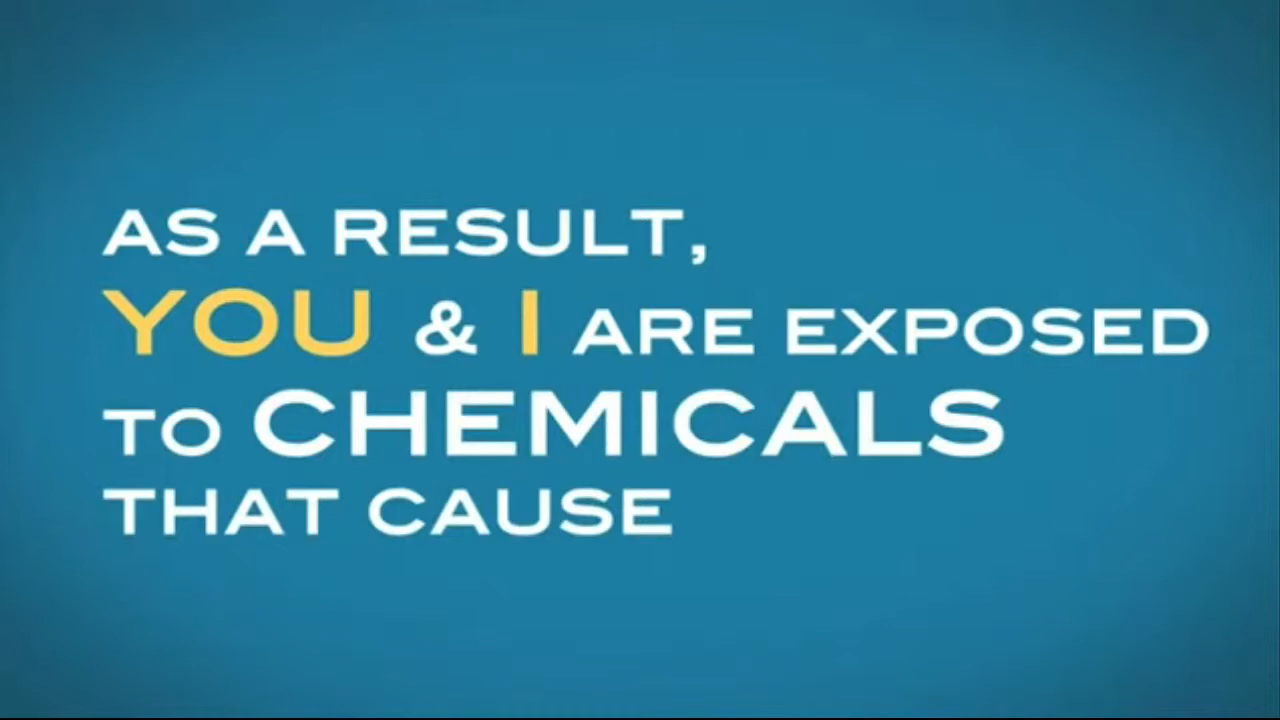 AS A RESULT,
YOU & I ARE EXPOSED
TO CHEMICALS
THAT CAUSE